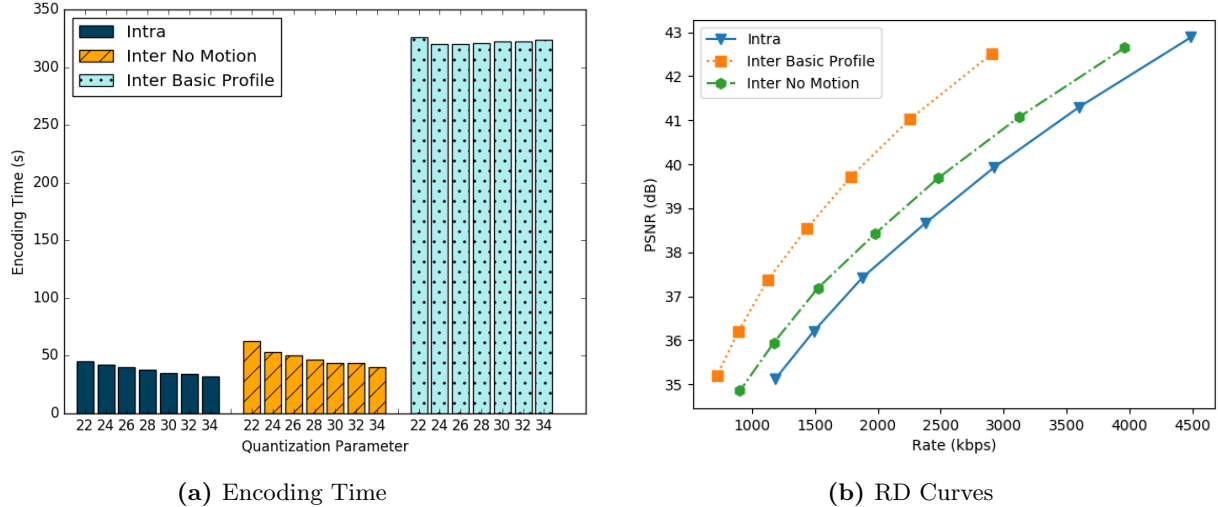 350
300
250
200
150
100
50
0
Encoding Time (s)
Intra
Inter No Motion
Inter Basic Profile
22 24 26 28 30 32 34 22 24 26 28 30 32 34 22 24 26 28 30 32 34
Quantization Parameter
(a) Encoding Time
43
42
41
40
39
38
37
36
35
PSNR (dB)
Intra
Inter Basic Profile
Inter No Motion
1000 1500 2000 2500 3000 3500 4000 4500
Rate (kbps)
(b) RD Curves